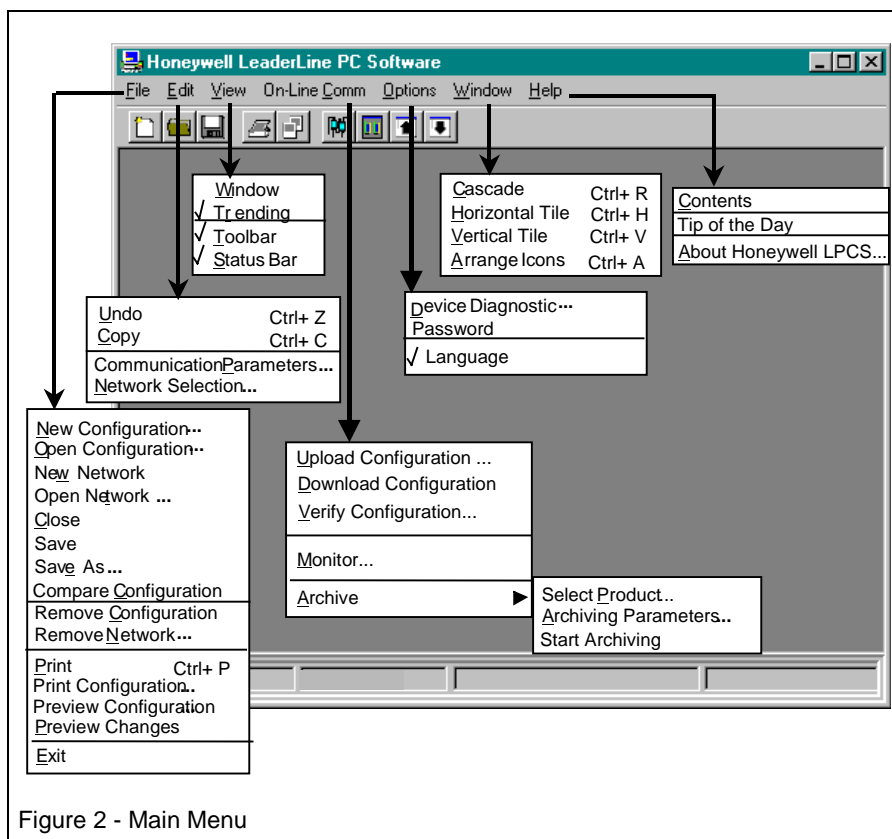 Honeywell LeaderLine PC Software
File Edit View On-Line Comm Options Window Help
Window
√ Trending
√ Toolbar
√ Status Bar
Cascade Ctrl+ R
Horizontal Tile Ctrl+ H
Vertical Tile Ctrl+ V
Arrange Icons Ctrl+ A
Contents
Tip of the Day
About Honeywell LPCS...
Undo Ctrl+ Z
Copy Ctrl+ C
Communication Parameters...
Network Selection...
Device Diagnostic...
Password
√ Language
New Configuration...
Open Configuration...
New Network
Open Network ...
Close
Save
Save As...
Compare Configuration
Remove Configuration
Remove Network...
Print Ctrl+ P
Print Configuration...
Preview Configuration
Preview Changes
Exit
Upload Configuration ...
Download Configuration
Verify Configuration...
Monitor...
Archive ▶
Select Product...
Archiving Parameters...
Start Archiving
Figure 2 - Main Menu